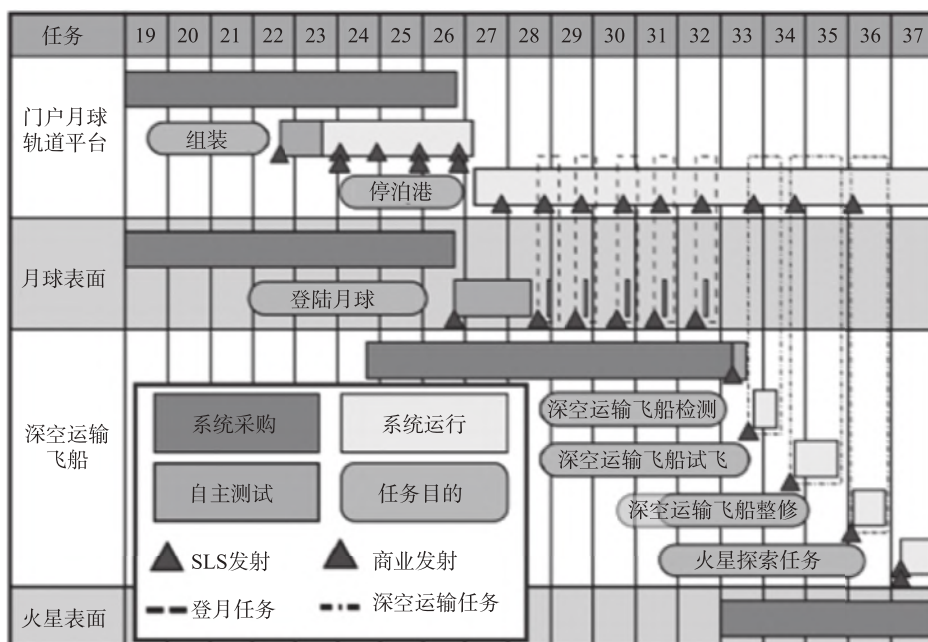 任务 19 20 21 22 23 24 25 26 27 28 29 30 31 32 33 34 35 36 37
门户月球
轨道平台
组装
停泊港
月球表面
登陆月球
深空运输
飞船
深空运输飞船检测
深空运输飞船试飞
深空运输飞船整修
火星探索任务
系统采购 系统运行
自主测试 任务目的
SLS发射 商业发射
登月任务 深空运输任务
火星表面